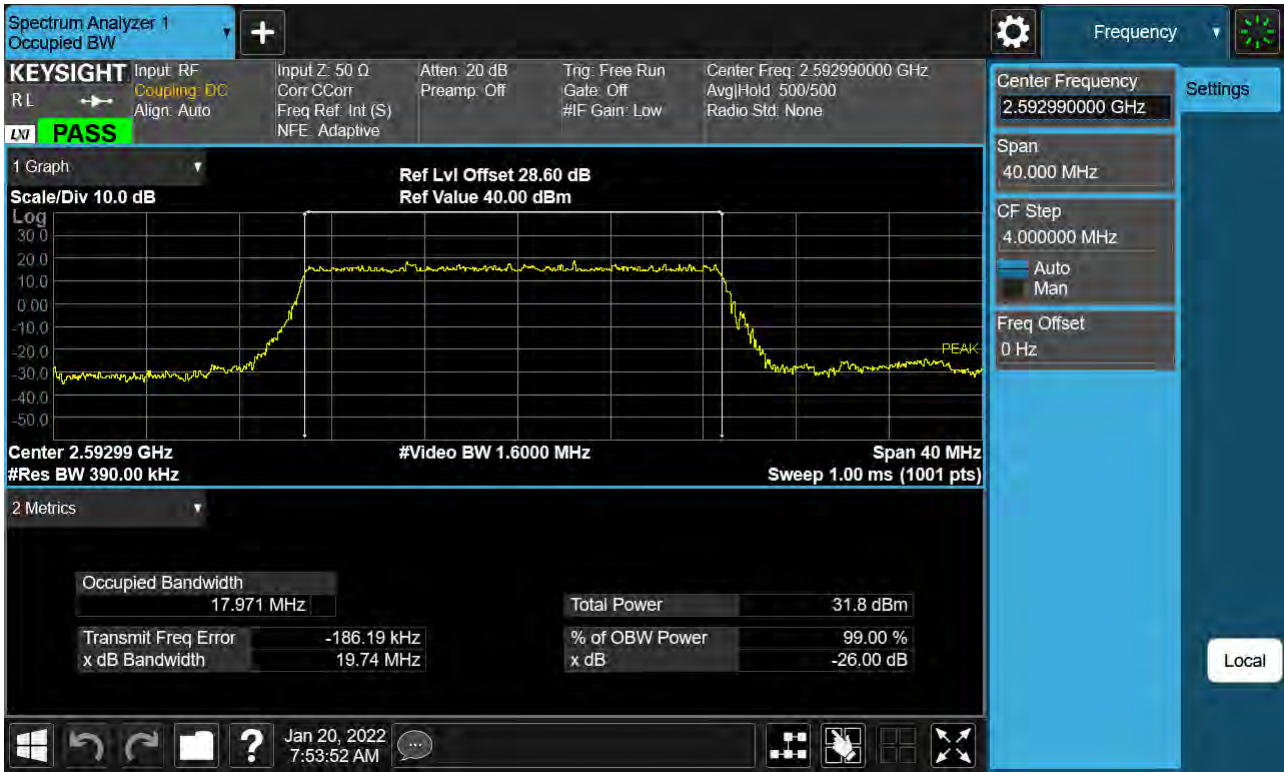 Spectrum Analyzer 1
Occupied BW
+
Frequency
KEYSIGHT
R L
LXI
PASS
Input: RF
Coupling: DC
Align: Auto
Input Z: 50 Ω
Corr CCorr
Freq Ref: Int (S)
NFE: Adaptive
Atten: 20 dB
Preamp: Off
Trig: Free Run
Gate: Off
#IF Gain: Low
Center Freq: 2.592990000 GHz
Avg|Hold: 500/500
Radio Std: None
1 Graph
Scale/Div 10.0 dB
Ref Lvl Offset 28.60 dB
Ref Value 40.00 dBm
Log
30.0
20.0
10.0
0.00
-10.0
-20.0
-30.0
-40.0
-50.0
PEAK
Center 2.59299 GHz
#Video BW 1.6000 MHz
Span 40 MHz
#Res BW 390.00 kHz
Sweep 1.00 ms (1001 pts)
2 Metrics
Occupied Bandwidth
17.971 MHz
Total Power 31.8 dBm
Transmit Freq Error -186.19 kHz
% of OBW Power 99.00 %
x dB Bandwidth 19.74 MHz
x dB -26.00 dB
Center Frequency
2.592990000 GHz
Settings
Span
40.000 MHz
CF Step
4.000000 MHz
Auto
Man
Freq Offset
0 Hz
Local
?
Jan 20, 2022
7:53:52 AM